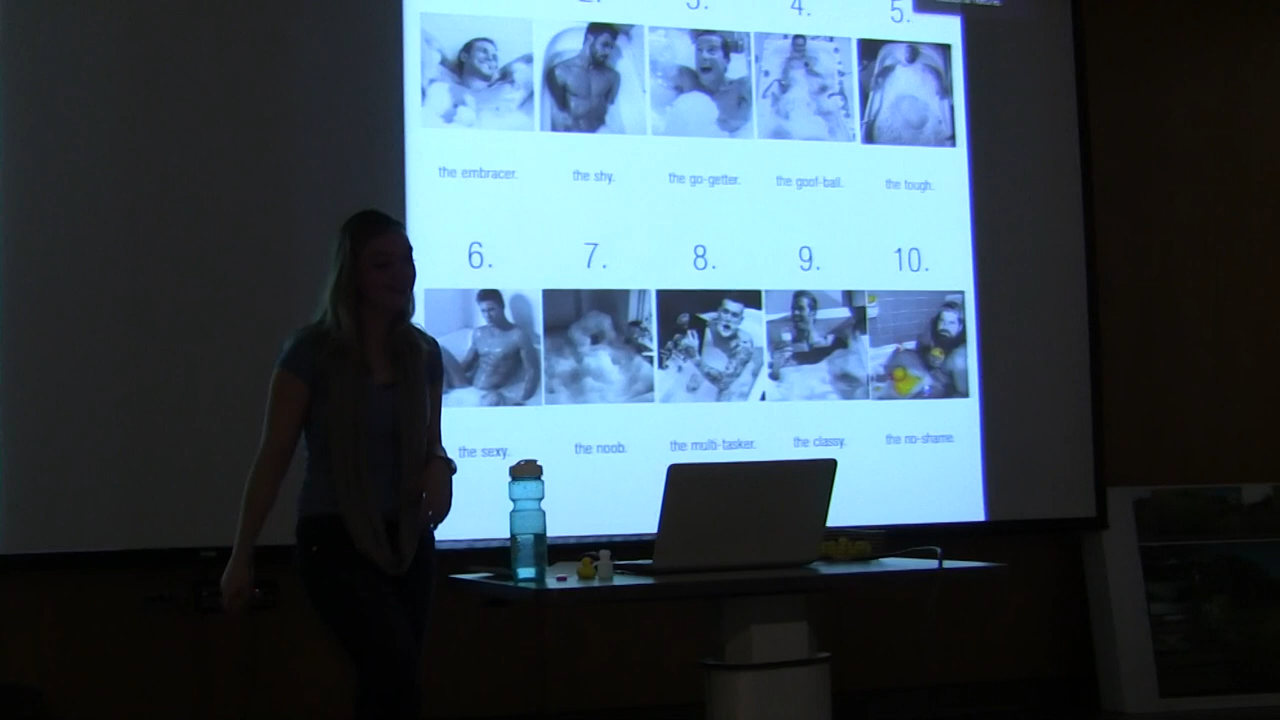 2. 3. 4. 5.
the embracer. the shy. the go-getter. the goof-ball. the tough.
6. 7. 8. 9. 10.
the sexy. the noob. the multi-tasker. the classy. the no-shame.